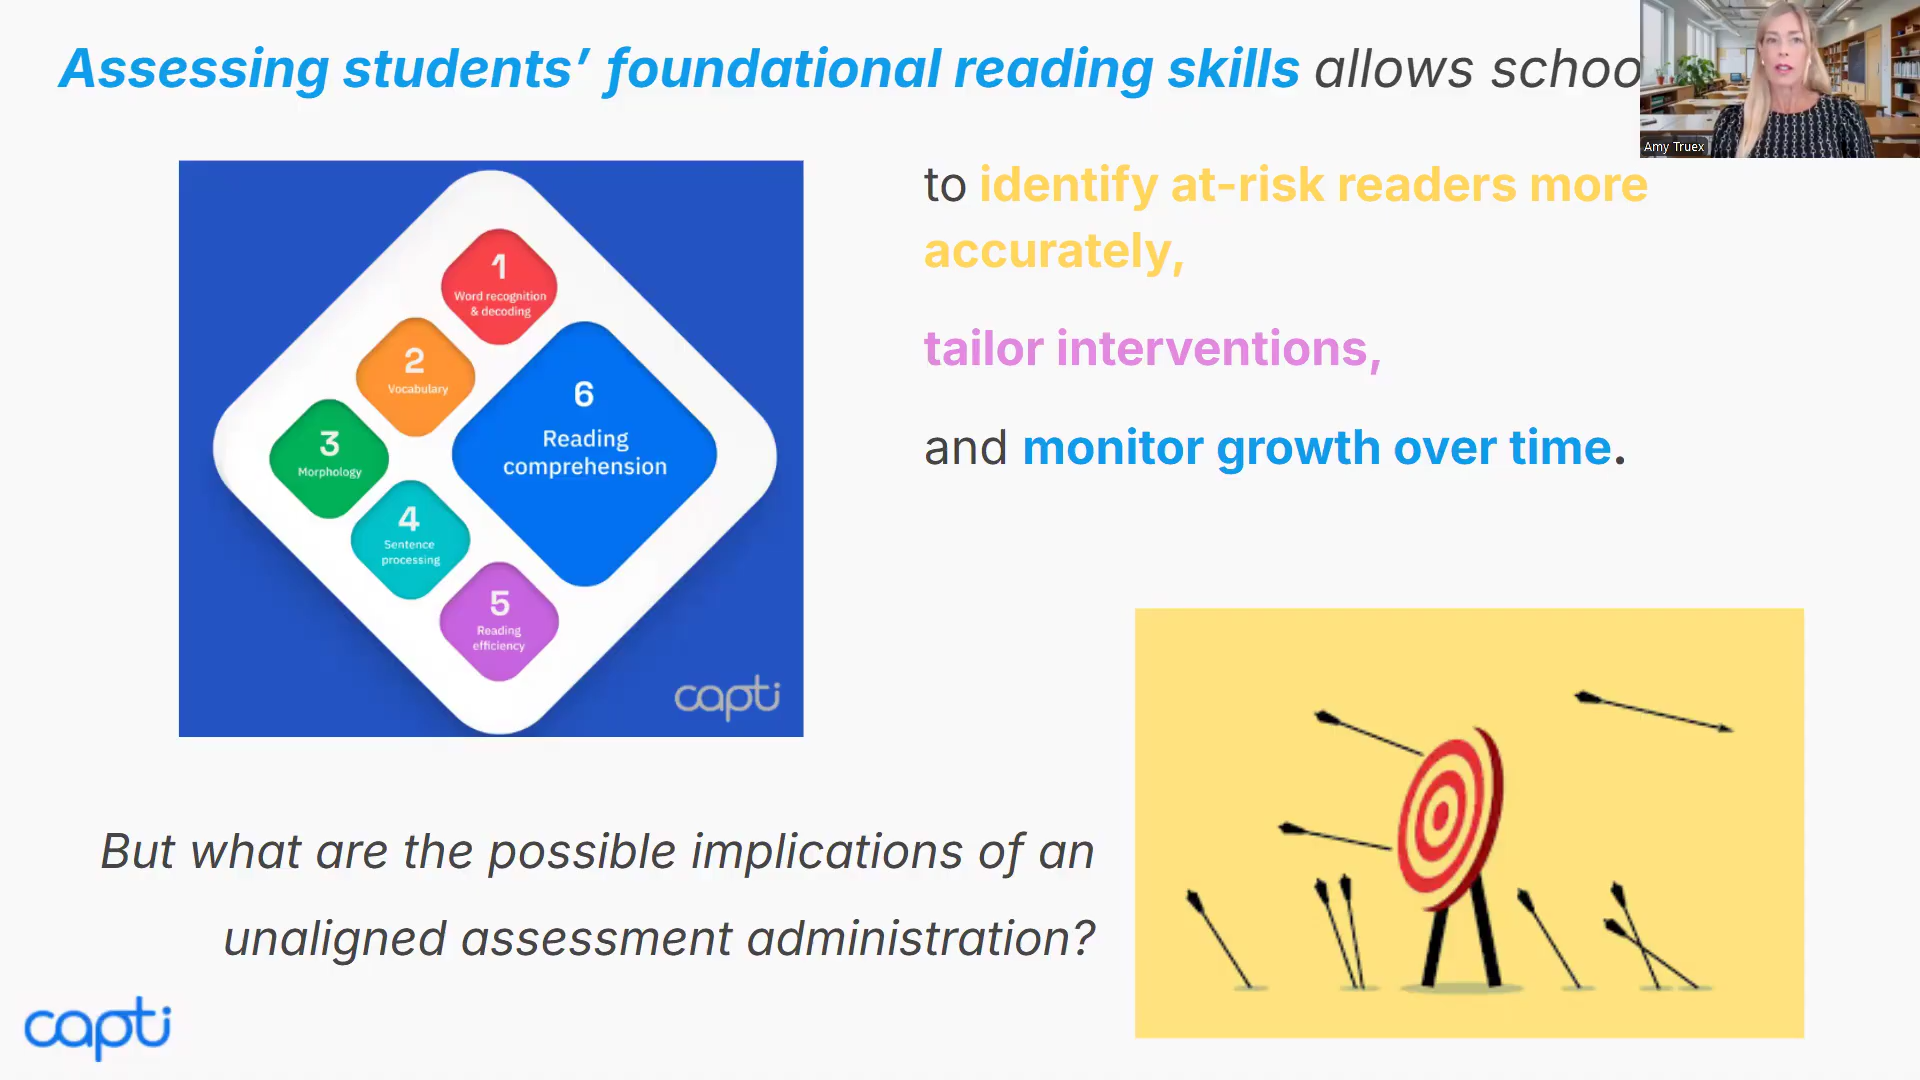 Assessing students’ foundational reading skills allows schoo
Amy Truex
to identify at-risk readers more
accurately,
tailor interventions,
and monitor growth over time.
1
Word recognition
& decoding
2
Vocabulary
3
Morphology
4
Sentence
processing
5
Reading
efficiency
6
Reading
comprehension
capti
But what are the possible implications of an
unaligned assessment administration?
capti